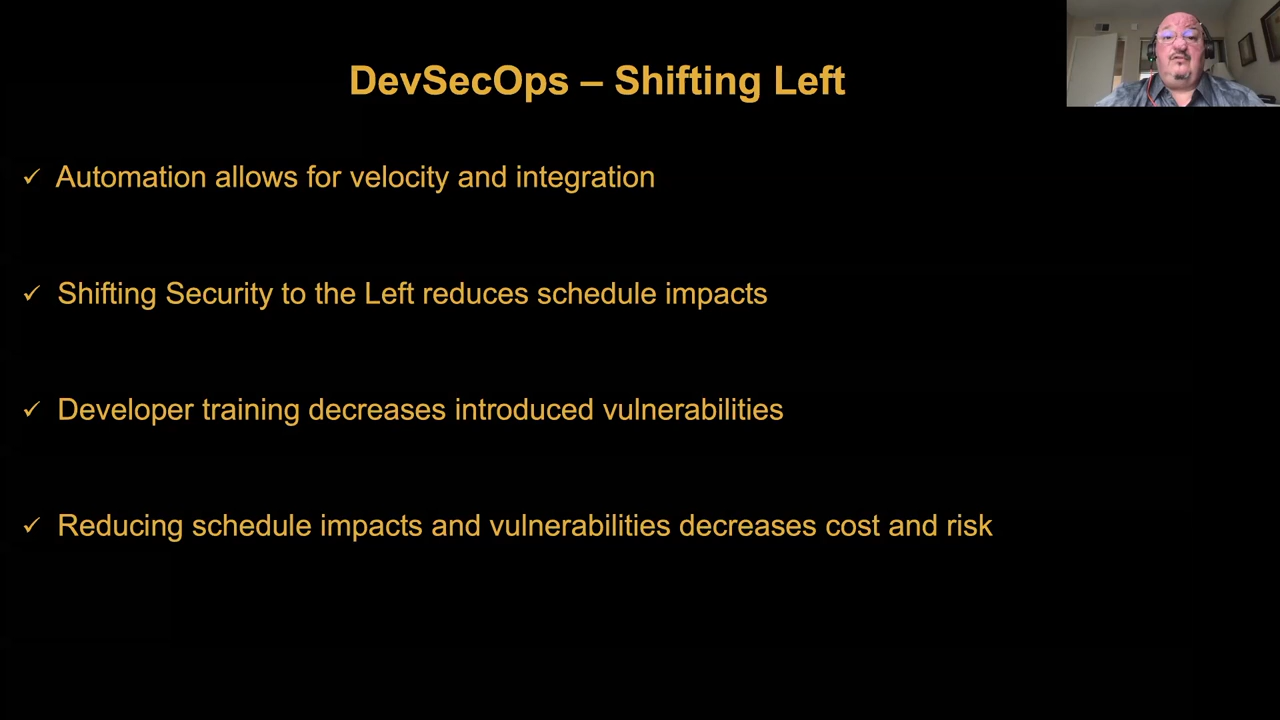 DevSecOps – Shifting Left
✓ Automation allows for velocity and integration
✓ Shifting Security to the Left reduces schedule impacts
✓ Developer training decreases introduced vulnerabilities
✓ Reducing schedule impacts and vulnerabilities decreases cost and risk